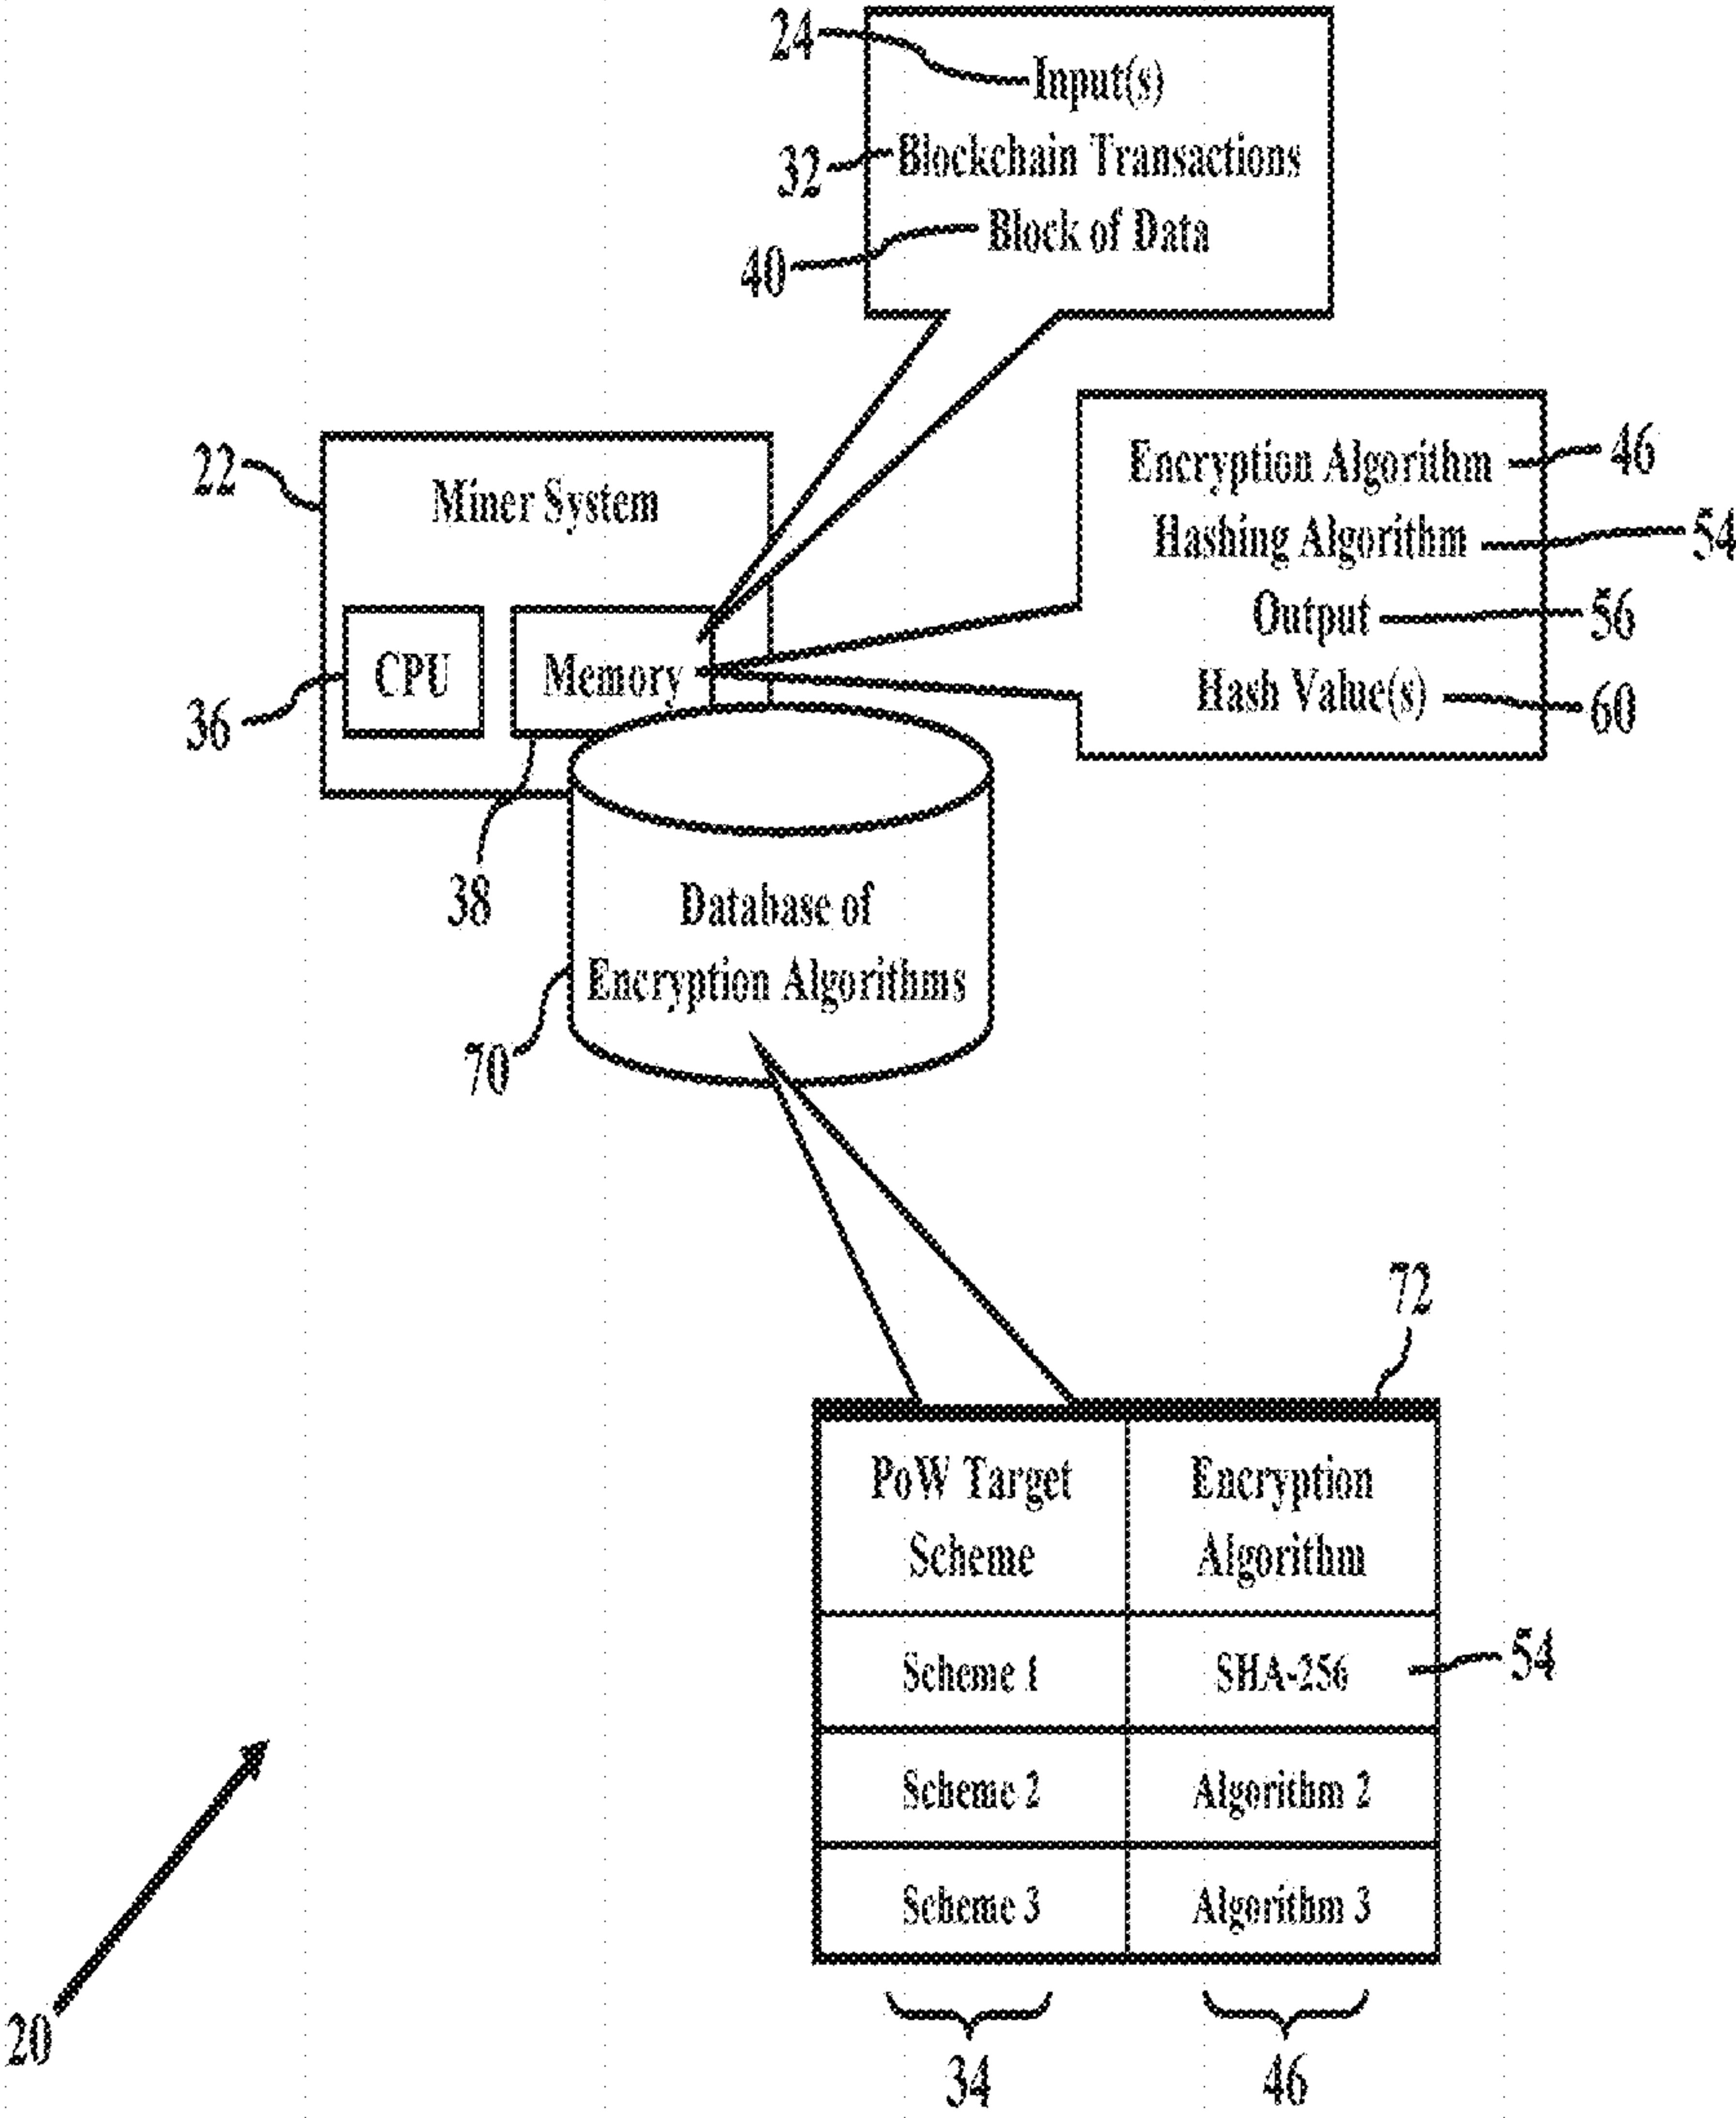 24
Input(s)
32
Blockchain Transactions
40
Block of Data
22
Miner System
36
CPU
Memory
38
Encryption Algorithm
46
Hashing Algorithm
54
Output
56
Hash Value(s)
60
Database of
Encryption Algorithms
70
72
PoW Target
Scheme
Encryption
Algorithm
Scheme 1
SHA-256
54
Scheme 2
Algorithm 2
Scheme 3
Algorithm 3
34
46
20